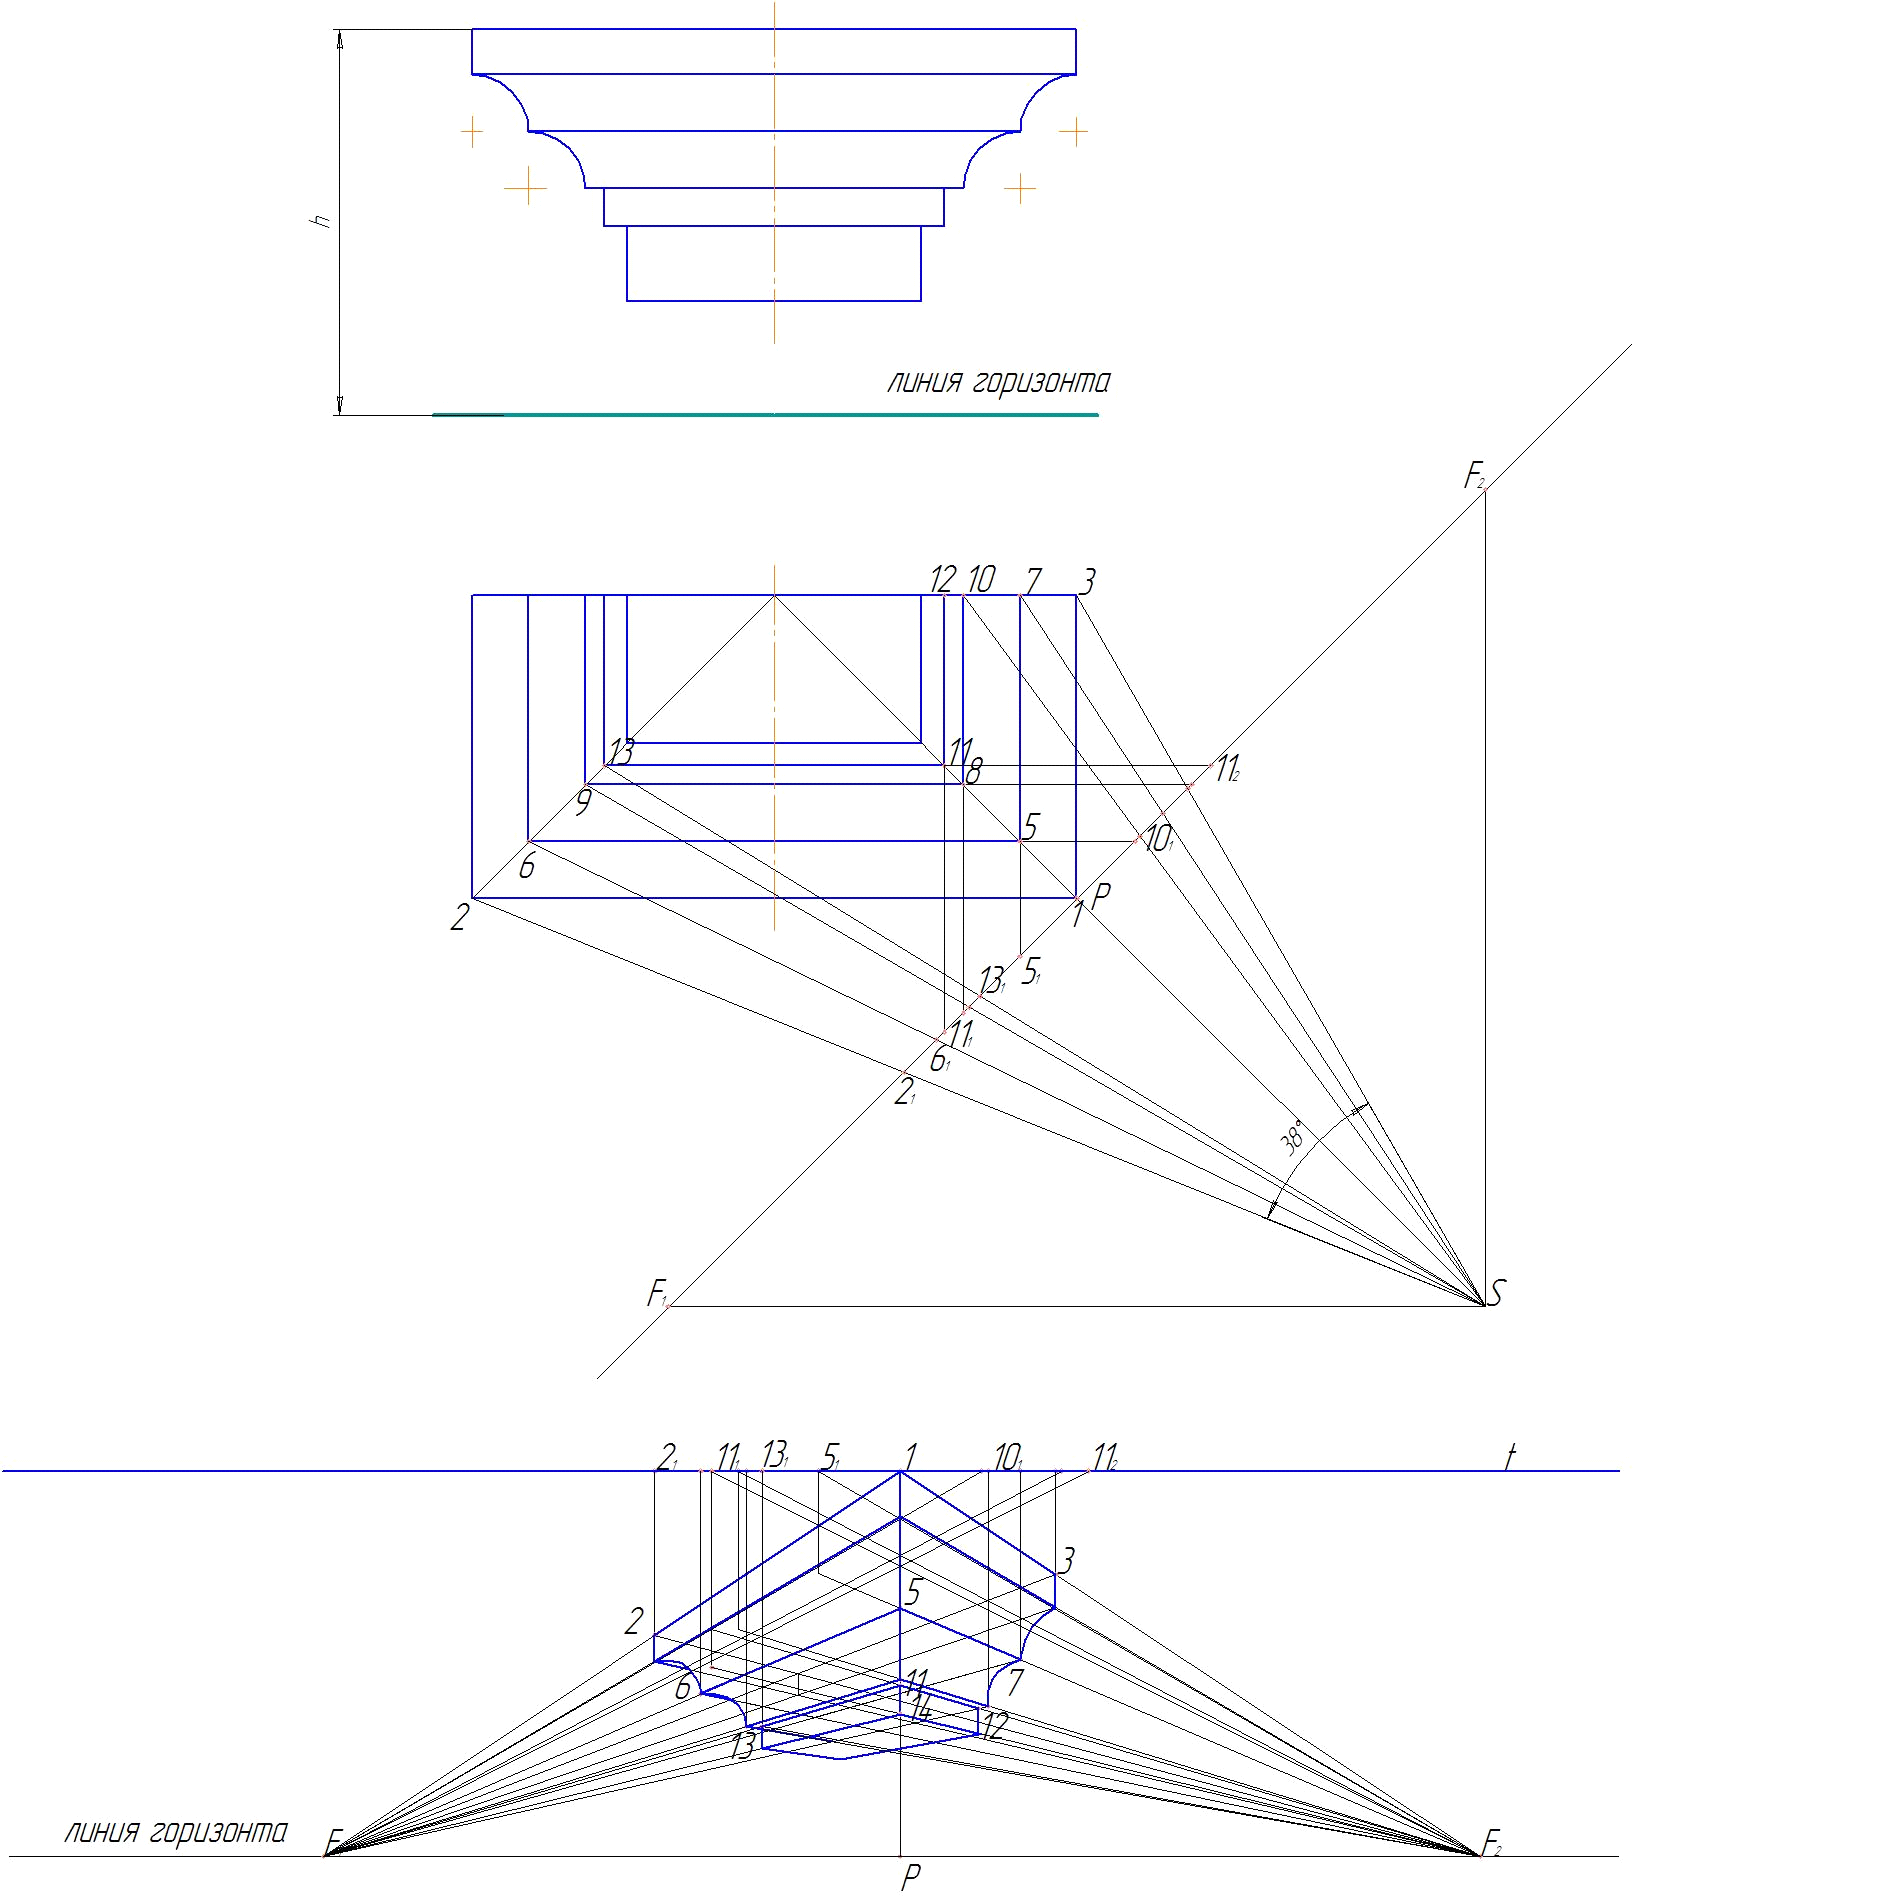 h
линия горизонта
F₂
12 10 7 3
13 11 8 11₂
9
5 10₁
6
2 1 P
13₁ 5₁
11₁
6₁
2₁
38°
F₁ S
2₁ 11₁ 13₁ 5₁ 1 10₁ 11₂ t
3
5
2
6 11 7
14
13 12
линия горизонта F F₂
P